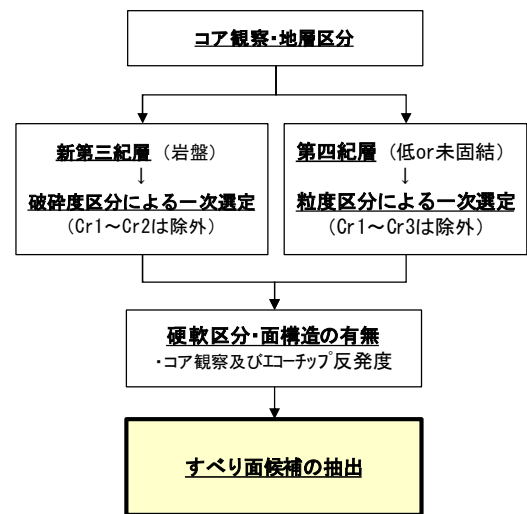 コア観察・地層区分
新第三紀層（岩盤）
↓
破砕度区分による一次選定
（Cr1～Cr2は除外）
第四紀層（低or未固結）
↓
粒度区分による一次選定
（Cr1～Cr3は除外）
硬軟区分・面構造の有無
・コア観察及びエコーチップ反発度
すべり面候補の抽出